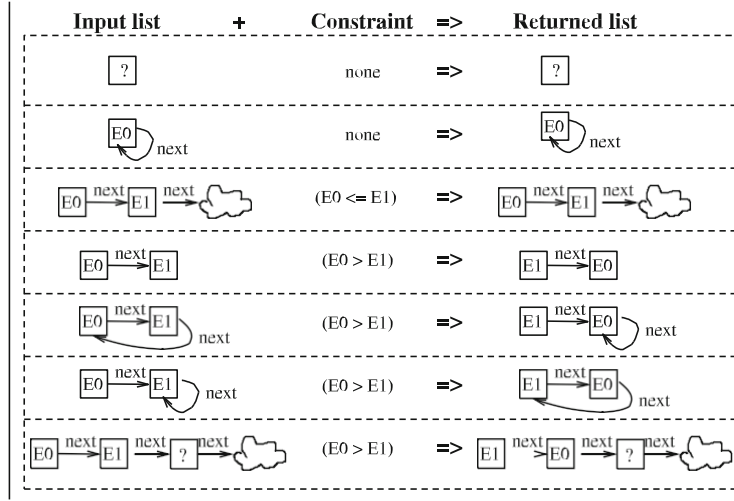 Input list + Constraint => Returned list
? none => ?
E0 next none => E0 next
E0 next E1 next (E0 <= E1) => E0 next E1 next
E0 next E1 (E0 > E1) => E1 next E0
E0 next E1 next (E0 > E1) => E1 next E0 next
E0 next E1 next (E0 > E1) => E1 next E0 next
E0 next E1 next ? next (E0 > E1) => E1 next E0 next ? next